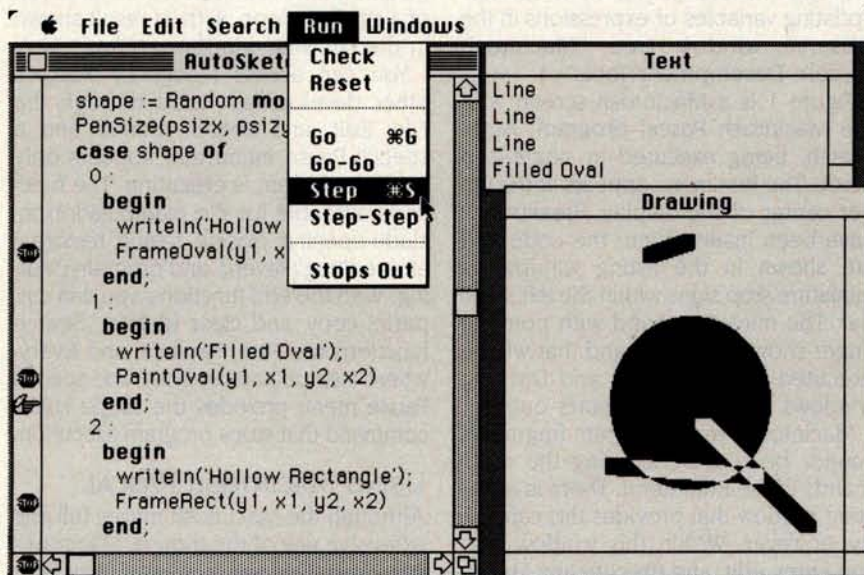 File Edit Search Run Windows
AutoSket
Check
Reset
Go ⌘G
Go-Go
Step ⌘S
Step-Step
Stops Out
shape := Random mo
PenSize(psizx, psizy
case shape of
0 :
begin
writeln('Hollow
FrameOval(y1, x
end;
1 :
begin
writeln('Filled Oval');
PaintOval(y1, x1, y2, x2)
end;
2 :
begin
writeln('Hollow Rectangle');
FrameRect(y1, x1, y2, x2)
end;
Text
Line
Line
Line
Filled Oval
Drawing